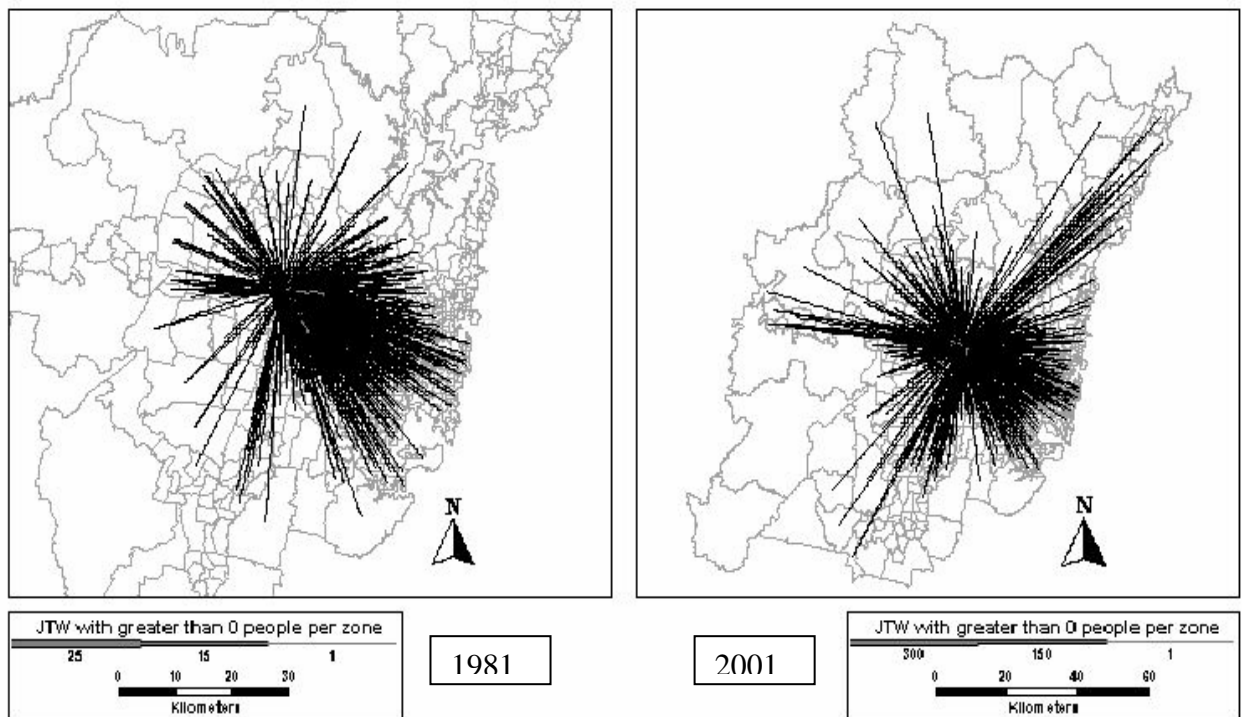 N
N
JTW with greater than 0 people per zone
25 15 1
0 10 20 30
Kilometers
1981
2001
JTW with greater than 0 people per zone
300 150 1
0 20 40 60
Kilometers